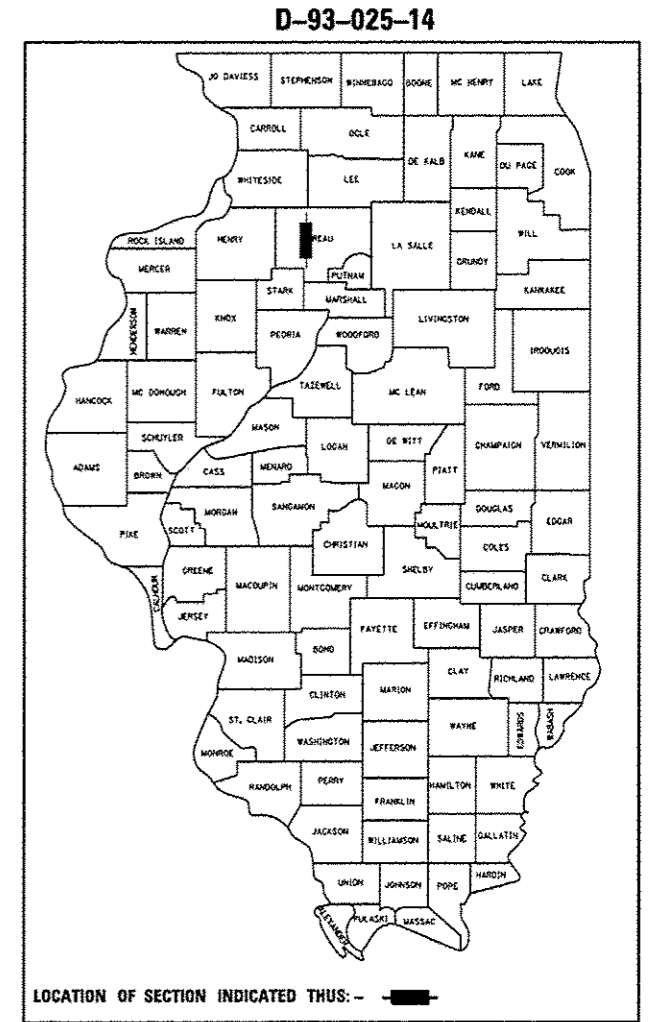 D-93-025-14
JO DAVIESS STEPHENSON WINNEBAGO BOONE MC HENRY LAKE
CARROLL OGLE DE KALB KANE DU PAGE COOK
WHITESIDE LEE
KENDALL WILL
ROCK ISLAND HENRY REAU LA SALLE
MERCER PUTNAM GRUNDY
STARK MARSHALL KANKAKEE
HENDERSON WARREN KNOX PEORIA WOODFORD LIVINGSTON IROQUOIS
HANCOCK MC DONOUGH FULTON TAZEWELL MC LEAN FORD
MASON
SCHUYLER LOGAN DE WITT CHAMPAIGN VERMILION
ADAMS BROWN CASS MENARD PIATT
MACON
PIKE SCOTT MORGAN SANGAMON MOULTRIE DOUGLAS EDGAR
CHRISTIAN COLES
CALHOUN GREENE MACOUPIN MONTGOMERY SHELBY CUMBERLAND CLARK
JERSEY
FAYETTE EFFINGHAM JASPER CRAWFORD
MADISON BOND
CLAY RICHLAND LAWRENCE
CLINTON MARION
ST. CLAIR WAYNE EDWARDS WABASH
WASHINGTON JEFFERSON
MONROE
RANDOLPH PERRY HAMILTON WHITE
FRANKLIN
JACKSON WILLIAMSON SALINE GALLATIN
UNION JOHNSON POPE HARDIN
ALEXANDER PULASKI MASSAC
LOCATION OF SECTION INDICATED THUS: -